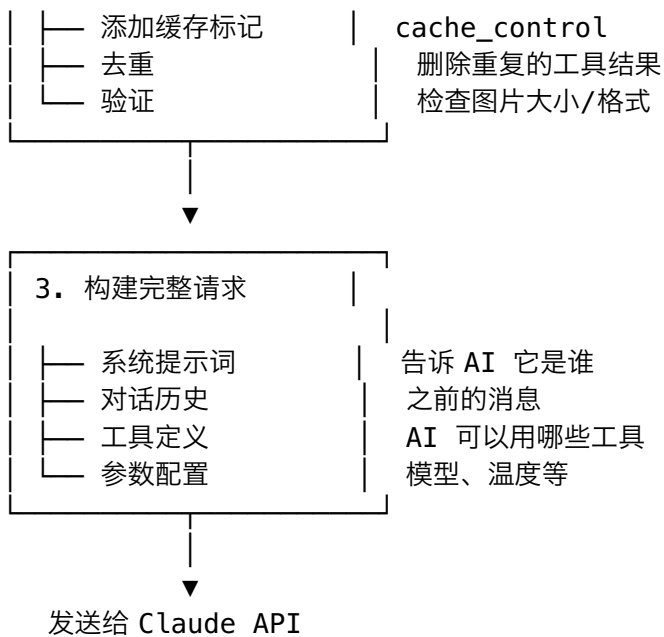 │ ├── 添加缓存标记 │ cache_control
│ ├── 去重 │ 删除重复的工具结果
│ └── 验证 │ 检查图片大小/格式
3. 构建完整请求 │
│ ├── 系统提示词 │ 告诉 AI 它是谁
│ ├── 对话历史 │ 之前的消息
│ ├── 工具定义 │ AI 可以用哪些工具
│ └── 参数配置 │ 模型、温度等
发送给 Claude API